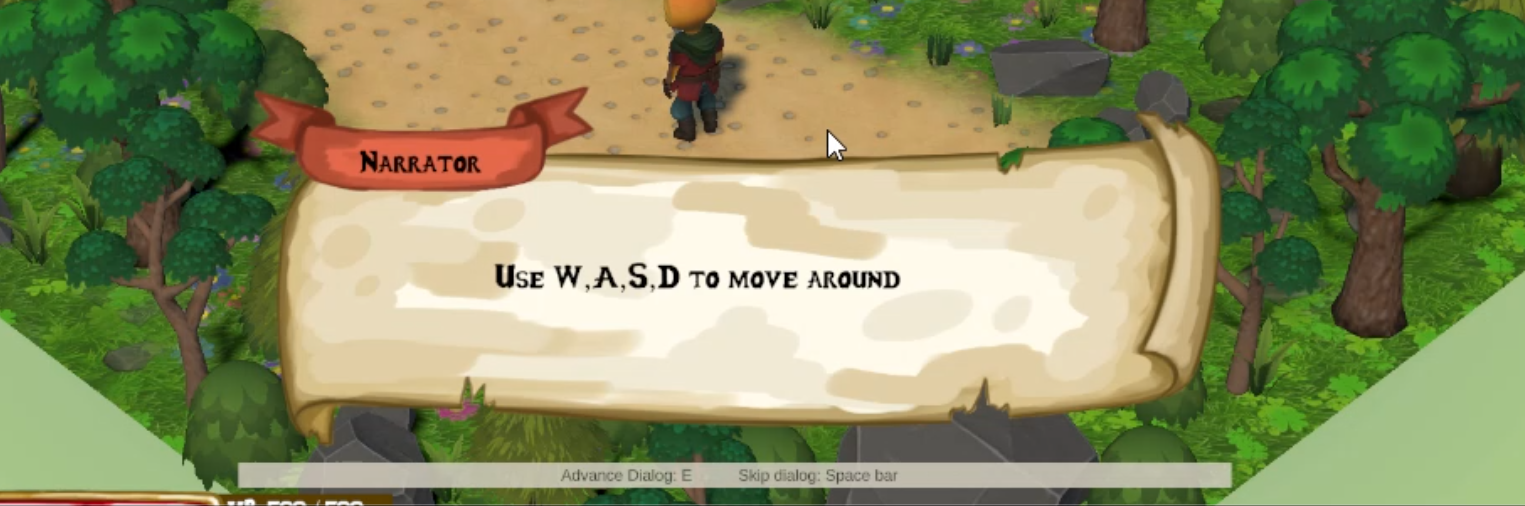 Narrator
Use W,A,S,D to move around
Advance Dialog: E Skip dialog: Space bar